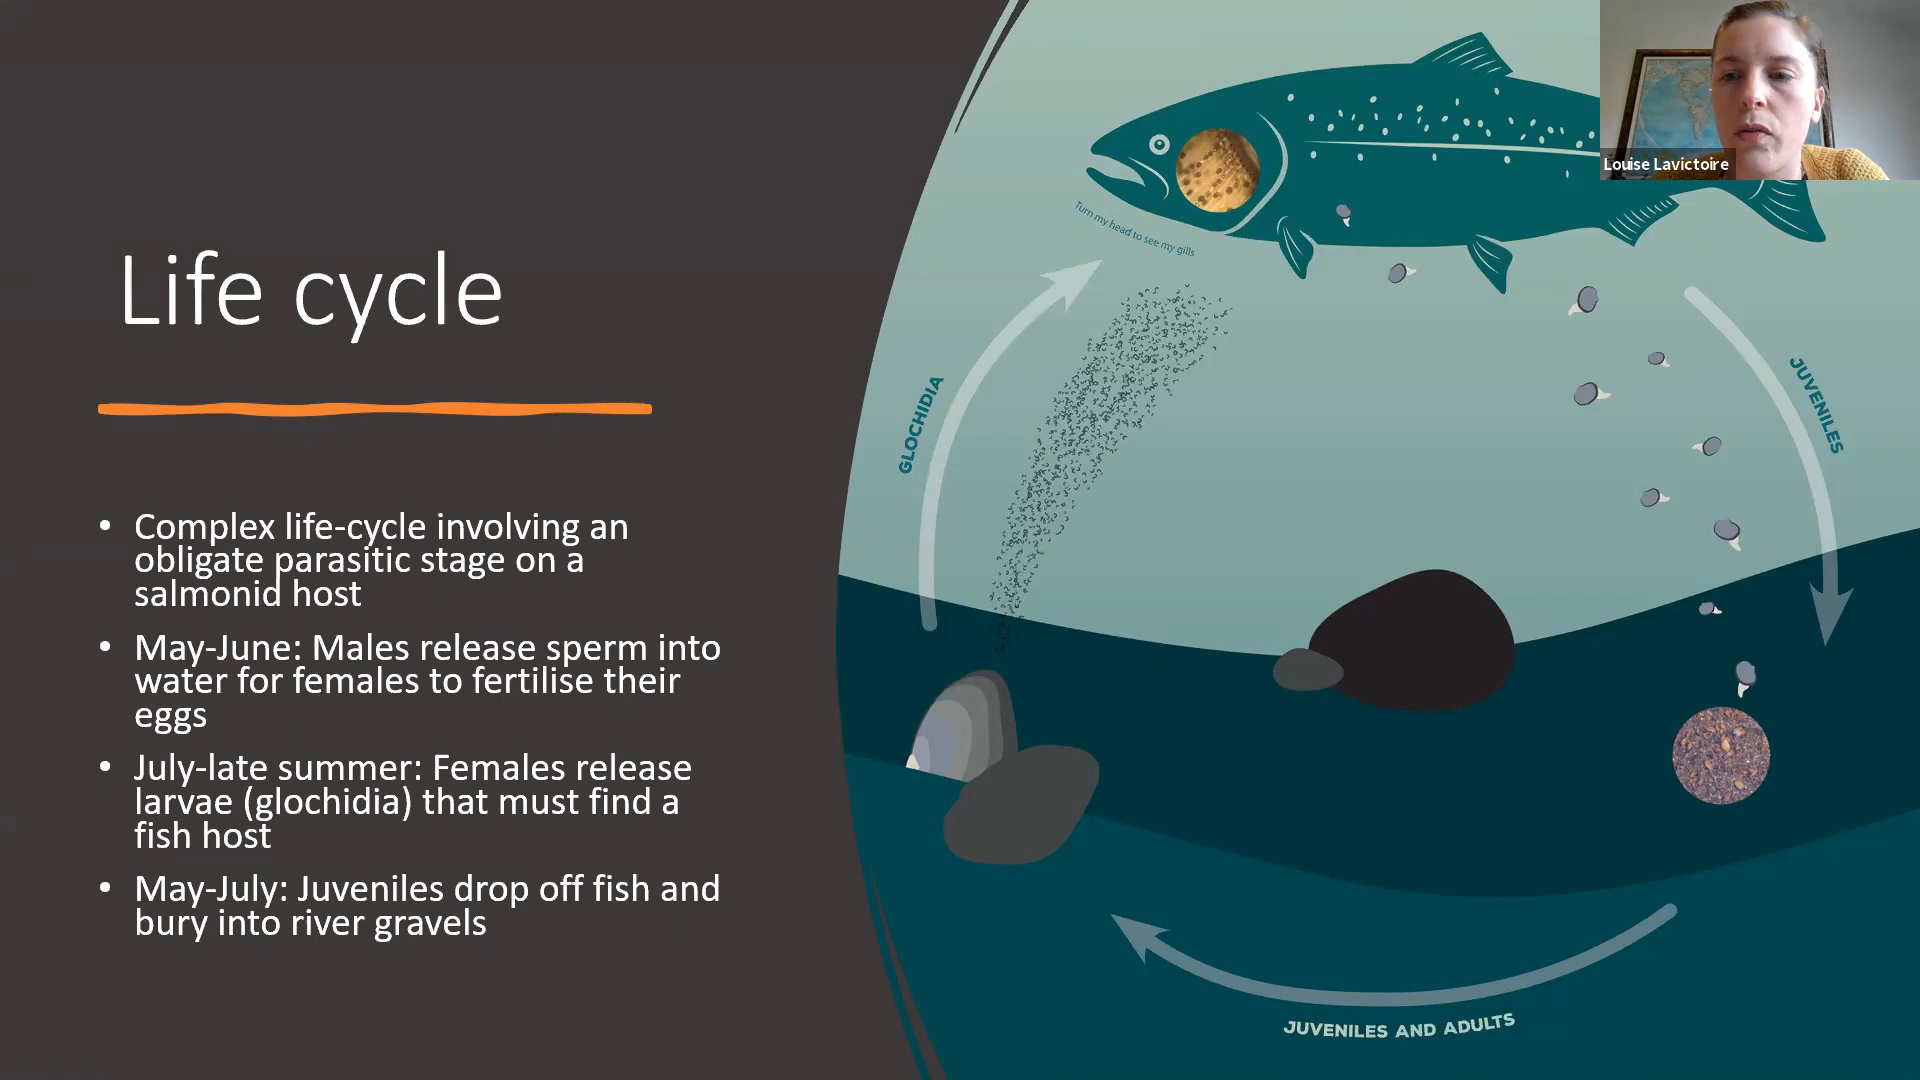 Life cycle
• Complex life-cycle involving an
obligate parasitic stage on a
salmonid host
• May-June: Males release sperm into
water for females to fertilise their
eggs
• July-late summer: Females release
larvae (glochidia) that must find a
fish host
• May-July: Juveniles drop off fish and
bury into river gravels
Louise Lavictoire
Turn my head to see my gills
GLOCHIDIA
JUVENILES
JUVENILES AND ADULTS